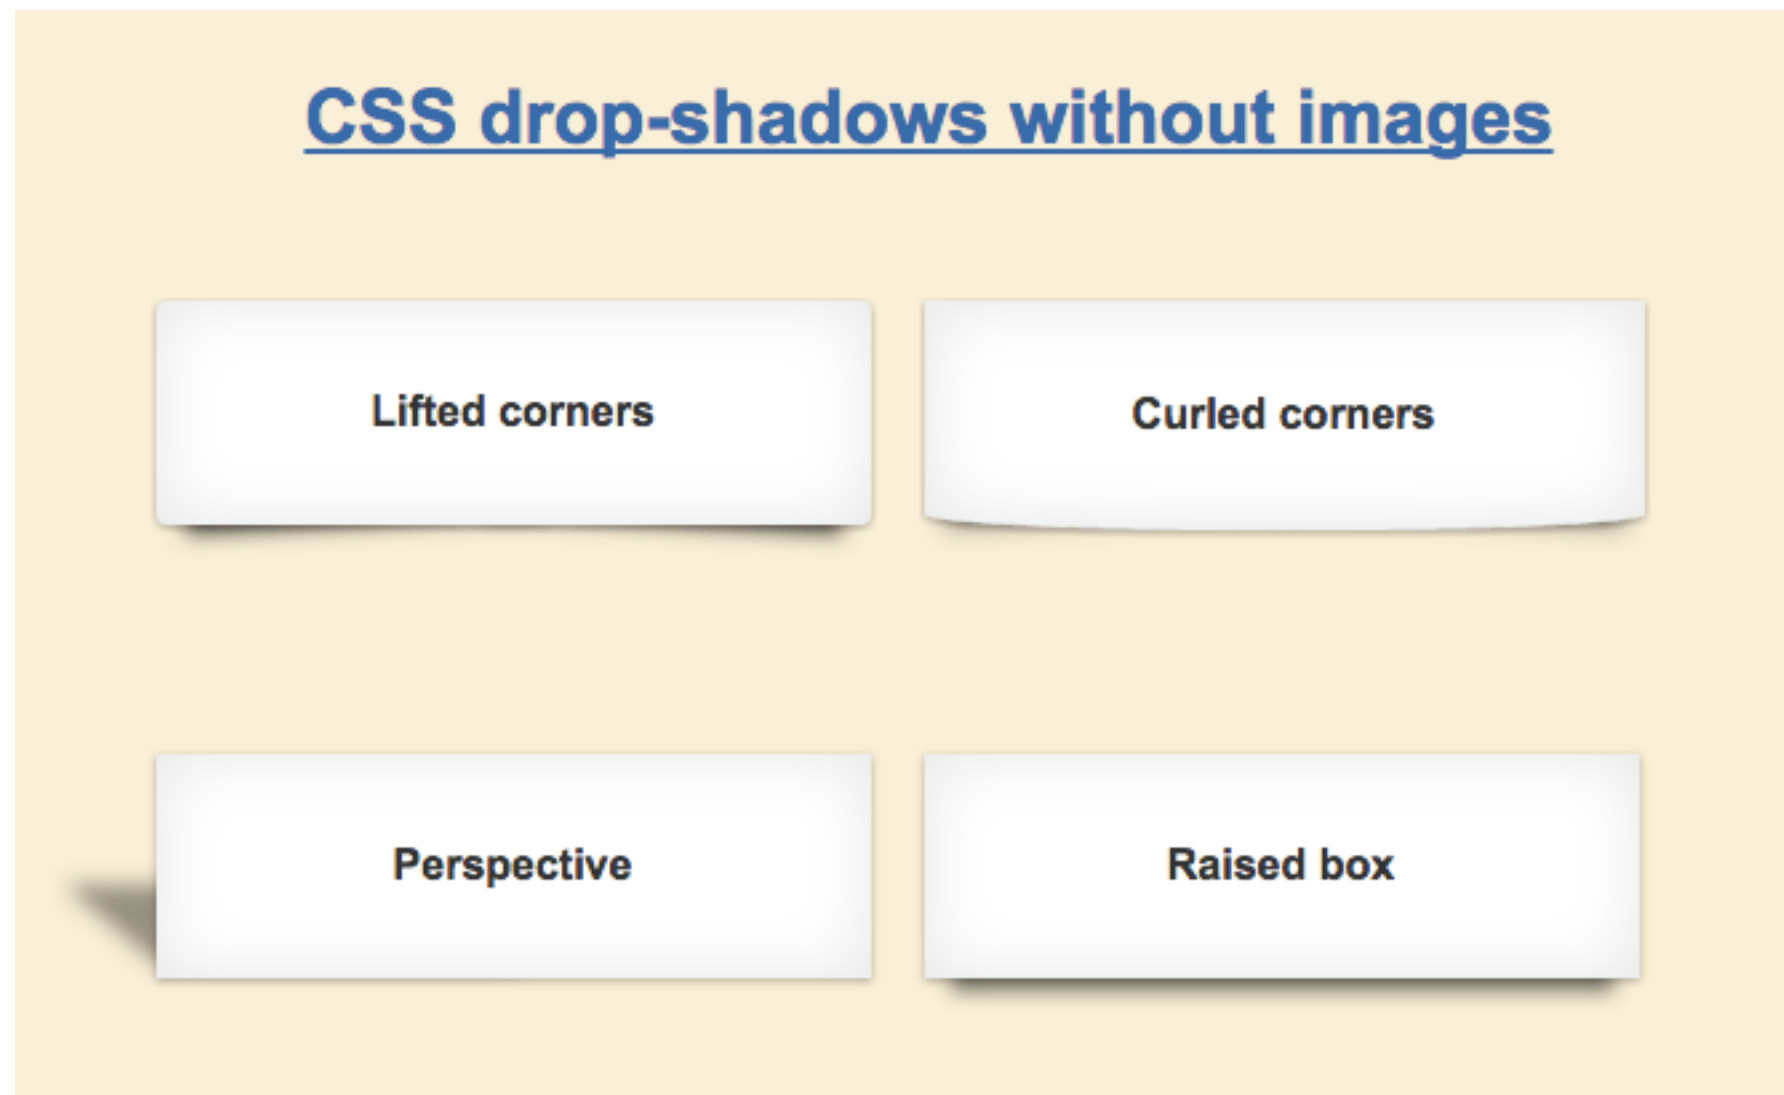 CSS drop-shadows without images
Lifted corners
Curled corners
Perspective
Raised box